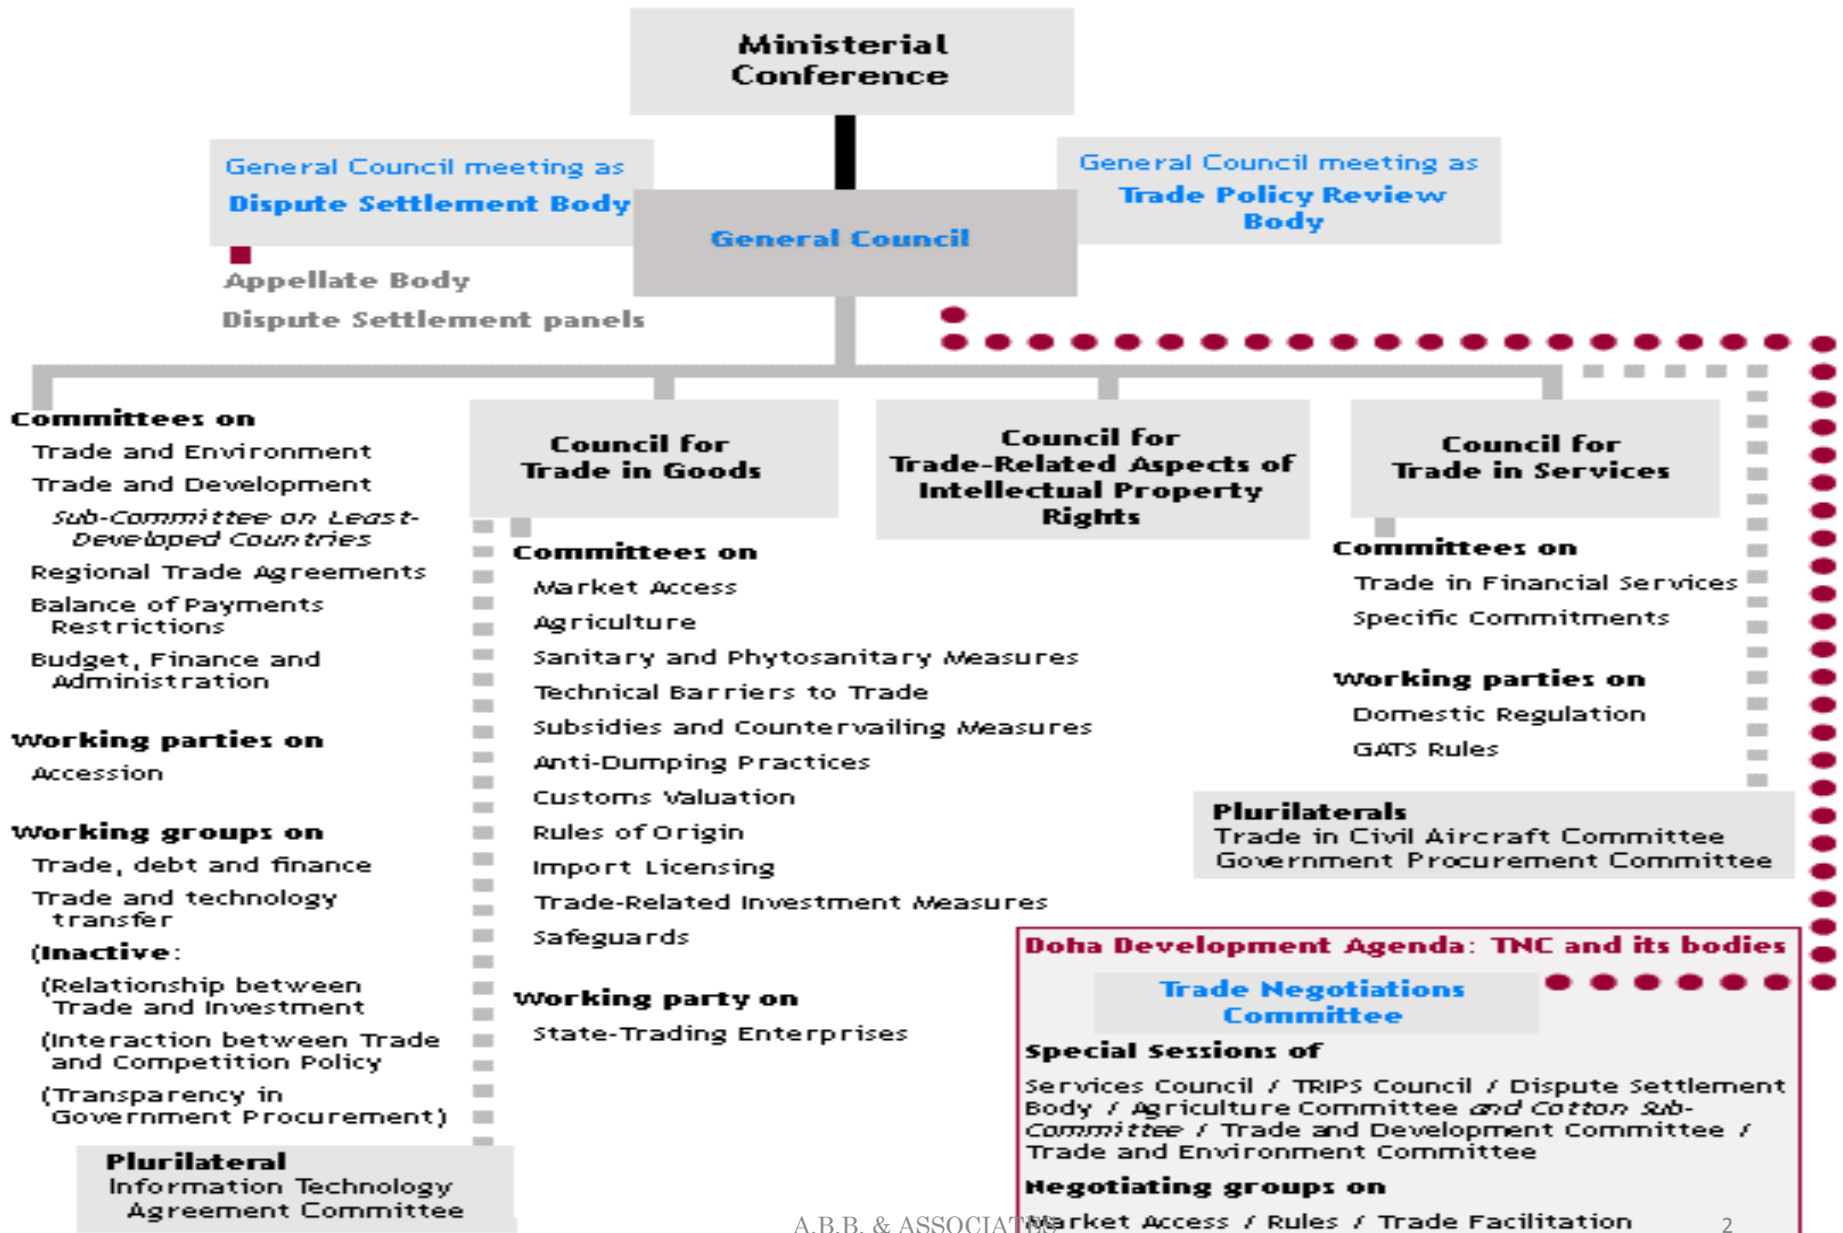 Ministerial
Conference
General Council meeting as
Dispute Settlement Body
General Council meeting as
Trade Policy Review
Body
General Council
Appellate Body
Dispute Settlement panels
Committees on
Trade and Environment
Trade and Development
Sub-Committee on Least-
Developed Countries
Regional Trade Agreements
Balance of Payments
Restrictions
Budget, Finance and
Administration
Working parties on
Accession
Working groups on
Trade, debt and finance
Trade and technology
transfer
(Inactive:
(Relationship between
Trade and Investment
(Interaction between Trade
and Competition Policy
(Transparency in
Government Procurement)
Plurilateral
Information Technology
Agreement Committee
Council for
Trade in Goods
Committees on
Market Access
Agriculture
Sanitary and Phytosanitary Measures
Technical Barriers to Trade
Subsidies and Countervailing Measures
Anti-Dumping Practices
Customs Valuation
Rules of Origin
Import Licensing
Trade-Related Investment Measures
Safeguards
Working party on
State-Trading Enterprises
Council for
Trade-Related Aspects of
Intellectual Property
Rights
Council for
Trade in Services
Committees on
Trade in Financial Services
Specific Commitments
Working parties on
Domestic Regulation
GATS Rules
Plurilaterals
Trade in Civil Aircraft Committee
Government Procurement Committee
Doha Development Agenda: TNC and its bodies
Trade Negotiations
Committee
Special Sessions of
Services Council / TRIPS Council / Dispute Settlement
Body / Agriculture Committee and Cotton Sub-
Committee / Trade and Development Committee /
Trade and Environment Committee
Negotiating groups on
Market Access / Rules / Trade Facilitation
A.B.B. & ASSOCIATES
2